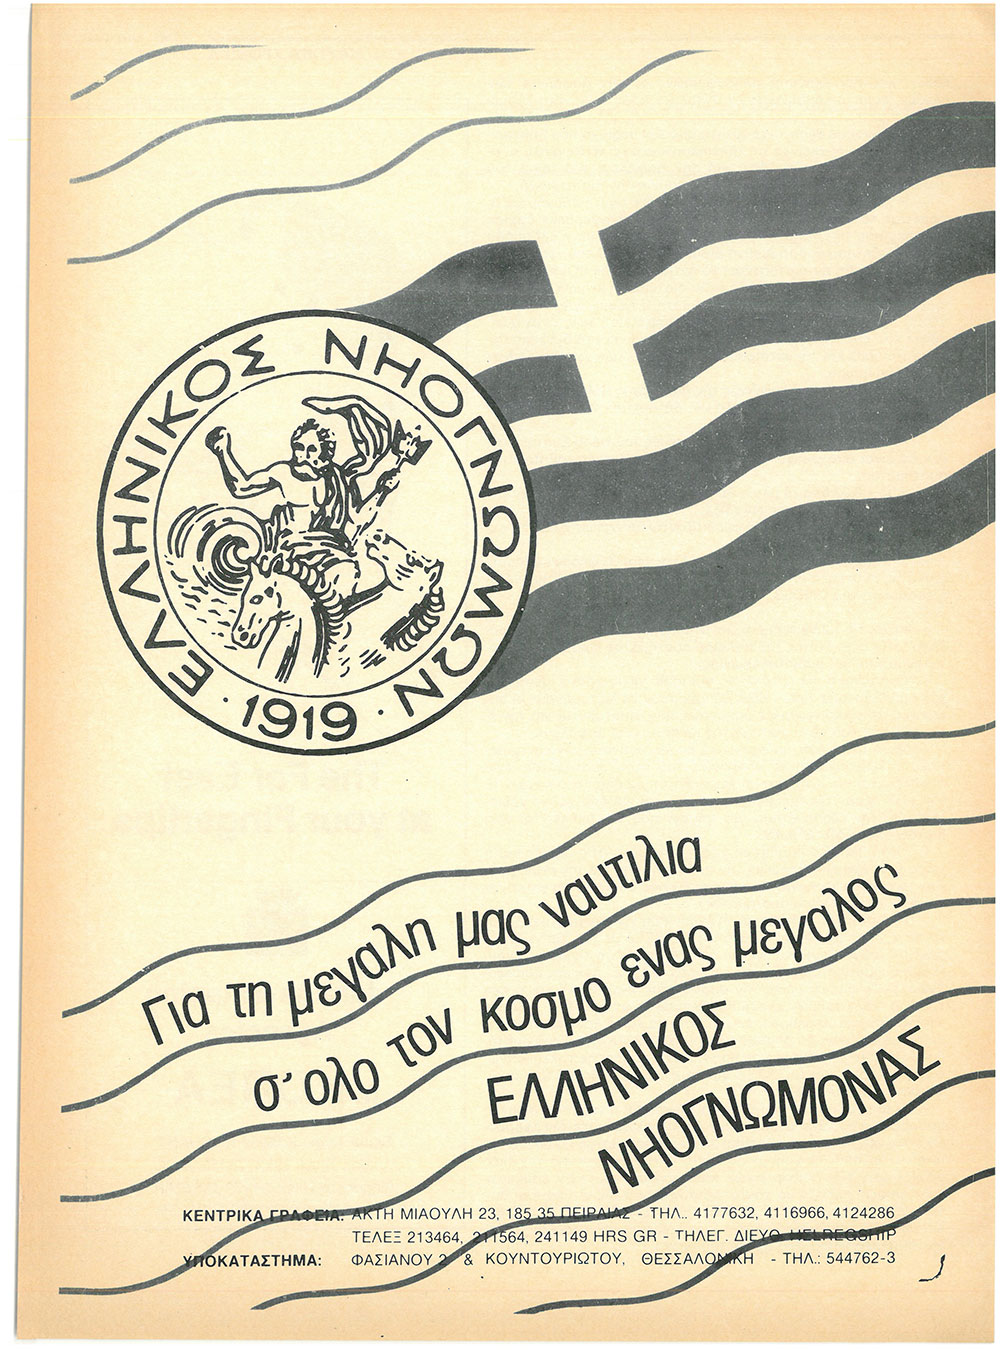 ΕΛΛΗΝΙΚΟΣ ΝΗΟΓΝΩΜΩΝ · 1919 ·
Για τη μεγαλη μας ναυτιλια
σ' ολο τον κοσμο ενας μεγαλος
ΕΛΛΗΝΙΚΟΣ
ΝΗΟΓΝΩΜΟΝΑΣ
ΚΕΝΤΡΙΚΑ ΓΡΑΦΕΙΑ: ΑΚΤΗ ΜΙΑΟΥΛΗ 23, 185 35 ΠΕΙΡΑΙΑΣ - ΤΗΛ.. 4177632, 4116966, 4124286
ΤΕΛΕΞ 213464, 211564, 241149 HRS GR - ΤΗΛΕΓ. ΔΙΕΥΘ. HELREGSHIP
ΥΠΟΚΑΤΑΣΤΗΜΑ: ΦΑΣΙΑΝΟΥ 2 & ΚΟΥΝΤΟΥΡΙΩΤΟΥ, ΘΕΣΣΑΛΟΝΙΚΗ - ΤΗΛ.: 544762-3